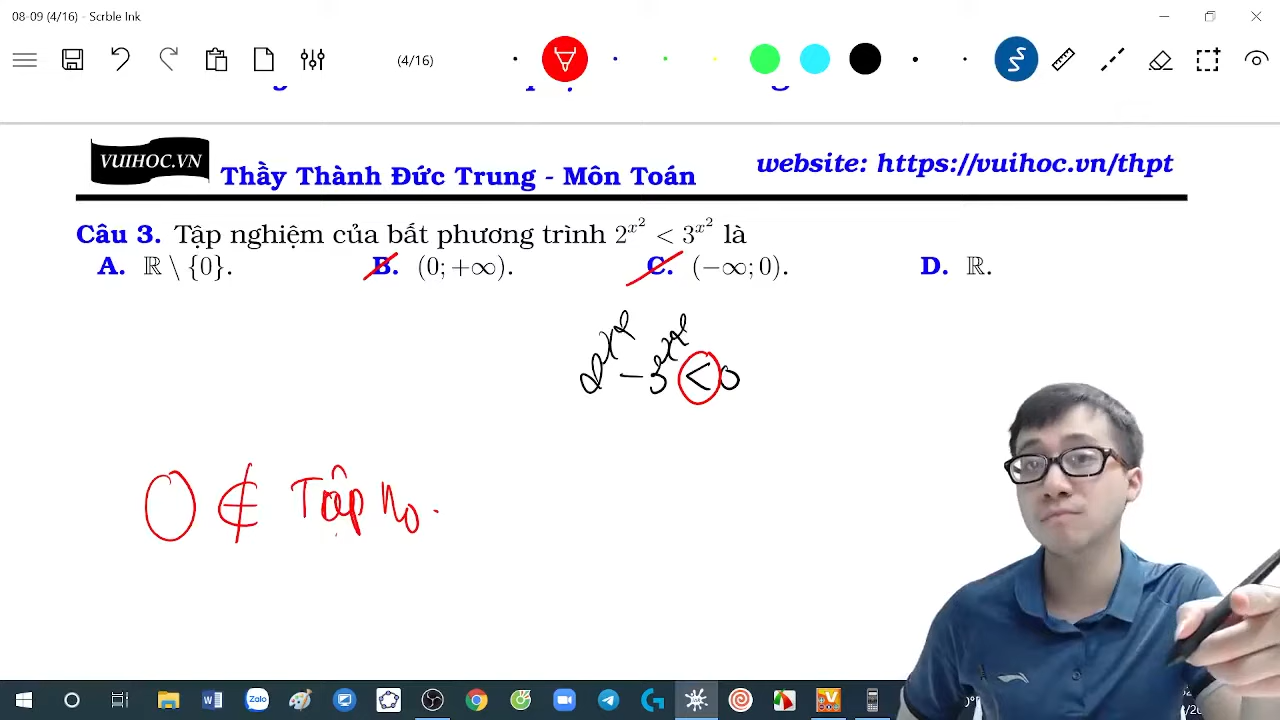 08-09 (4/16) - Scrble Ink
(4/16)
VUIHOC.VN
Thầy Thành Đức Trung - Môn Toán
website: https://vuihoc.vn/thpt
Câu 3. Tập nghiệm của bất phương trình 2^{x^2} < 3^{x^2} là
A. ℝ \ {0}.
B. (0; +∞).
C. (−∞; 0).
D. ℝ.
2^{x^2} − 3^{x^2} < 0
0 ∉ Tập no.
Zalo